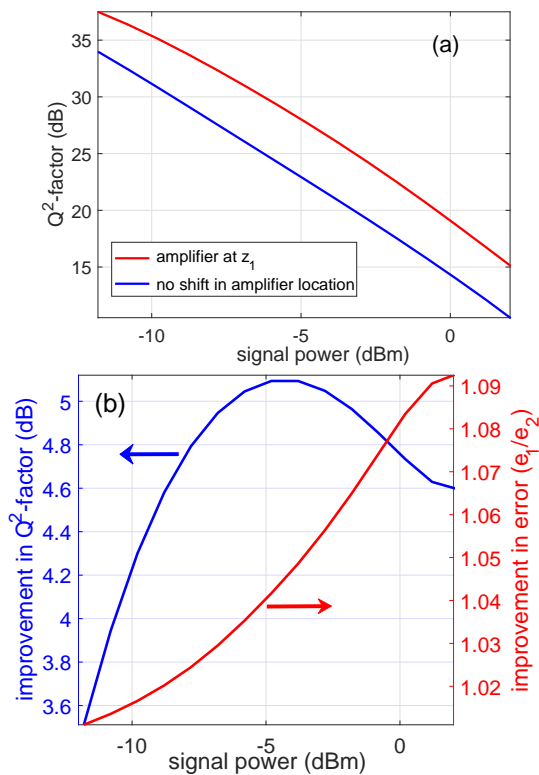 (a)
35
30
25
20
15
Q²-factor (dB)
amplifier at z₁
no shift in amplifier location
-10 -5 0
signal power (dBm)
(b)
5
4.8
4.6
4.4
4.2
4
3.8
3.6
improvement in Q²-factor (dB)
1.09
1.08
1.07
1.06
1.05
1.04
1.03
1.02
improvement in error (e₁/e₂)
-10 -5 0
signal power (dBm)